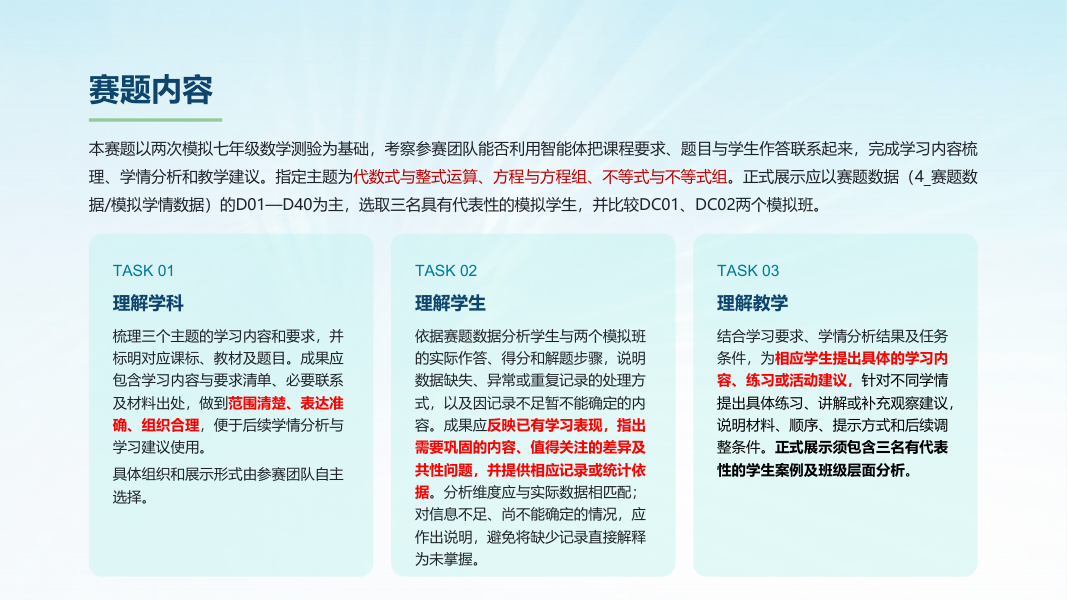 赛题内容
本赛题以两次模拟七年级数学测验为基础，考察参赛团队能否利用智能体把课程要求、题目与学生作答联系起来，完成学习内容梳
理、学情分析和教学建议。指定主题为代数式与整式运算、方程与方程组、不等式与不等式组。正式展示应以赛题数据（4_赛题数
据/模拟学情数据）的D01—D40为主，选取三名具有代表性的模拟学生，并比较DC01、DC02两个模拟班。
TASK 01
理解学科
梳理三个主题的学习内容和要求，并
标明对应课标、教材及题目。成果应
包含学习内容与要求清单、必要联系
及材料出处，做到范围清楚、表达准
确、组织合理，便于后续学情分析与
学习建议使用。
具体组织和展示形式由参赛团队自主
选择。
TASK 02
理解学生
依据赛题数据分析学生与两个模拟班
的实际作答、得分和解题步骤，说明
数据缺失、异常或重复记录的处理方
式，以及因记录不足暂不能确定的内
容。成果应反映已有学习表现，指出
需要巩固的内容、值得关注的差异及
共性问题，并提供相应记录或统计依
据。分析维度应与实际数据相匹配；
对信息不足、尚不能确定的情况，应
作出说明，避免将缺少记录直接解释
为未掌握。
TASK 03
理解教学
结合学习要求、学情分析结果及任务
条件，为相应学生提出具体的学习内
容、练习或活动建议，针对不同学情
提出具体练习、讲解或补充观察建议，
说明材料、顺序、提示方式和后续调
整条件。正式展示须包含三名有代表
性的学生案例及班级层面分析。